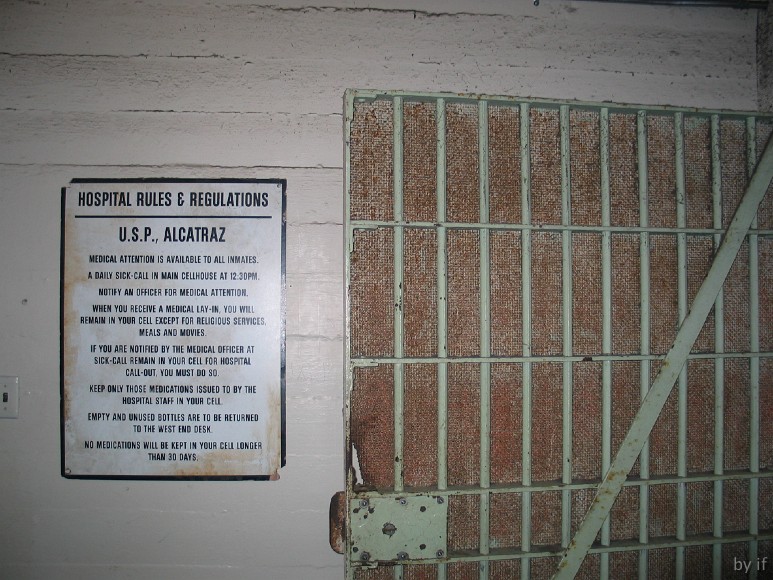 HOSPITAL RULES & REGULATIONS
U.S.P., ALCATRAZ
MEDICAL ATTENTION IS AVAILABLE TO ALL INMATES.
A DAILY SICK-CALL IN MAIN CELLHOUSE AT 12:30PM.
NOTIFY AN OFFICER FOR MEDICAL ATTENTION.
WHEN YOU RECEIVE A MEDICAL LAY-IN, YOU WILL
REMAIN IN YOUR CELL EXCEPT FOR RELIGIOUS SERVICES,
MEALS AND MOVIES.
IF YOU ARE NOTIFIED BY THE MEDICAL OFFICER AT
SICK-CALL REMAIN IN YOUR CELL FOR HOSPITAL
CALL-OUT, YOU MUST DO SO.
KEEP ONLY THOSE MEDICATIONS ISSUED TO BY THE
HOSPITAL STAFF IN YOUR CELL.
EMPTY AND UNUSED BOTTLES ARE TO BE RETURNED
TO THE WEST END DESK.
NO MEDICATIONS WILL BE KEPT IN YOUR CELL LONGER
THAN 30 DAYS.
by if